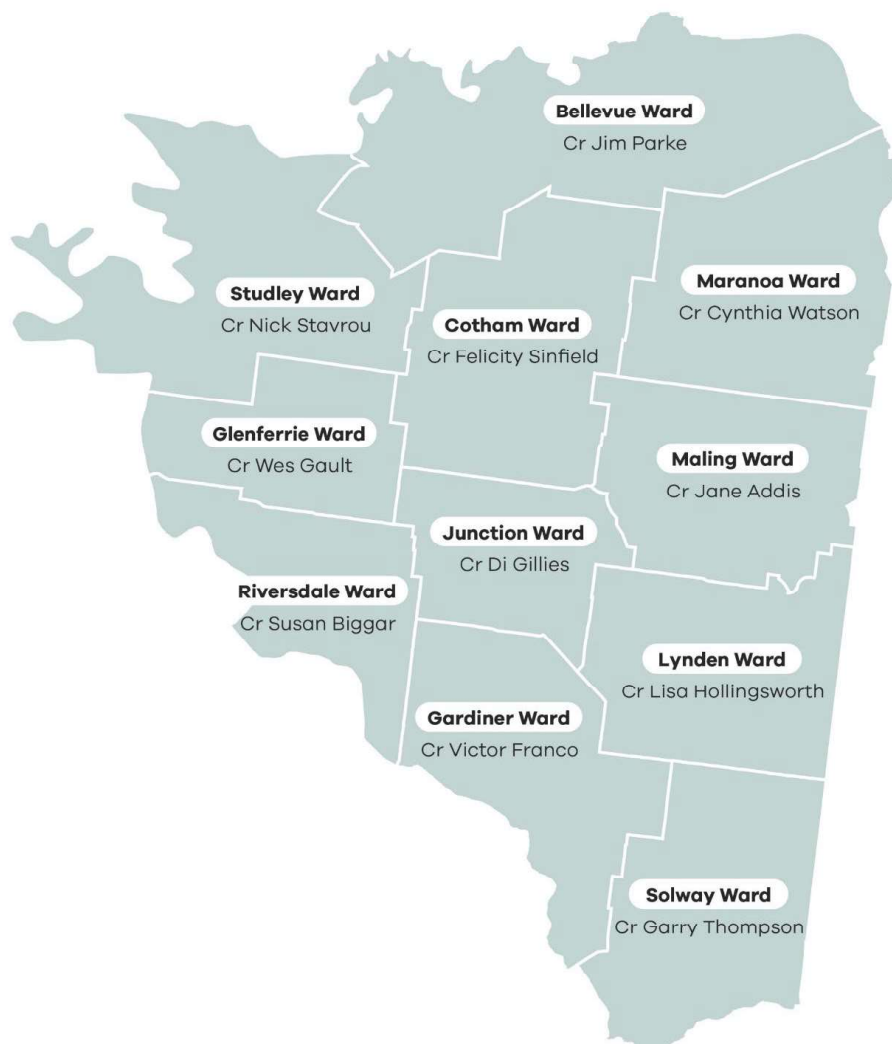 Bellevue Ward
Cr Jim Parke
Maranoa Ward
Cr Cynthia Watson
Studley Ward
Cr Nick Stavrou
Cotham Ward
Cr Felicity Sinfield
Glenferrie Ward
Cr Wes Gault
Maling Ward
Cr Jane Addis
Junction Ward
Cr Di Gillies
Riversdale Ward
Cr Susan Biggar
Lynden Ward
Cr Lisa Hollingsworth
Gardiner Ward
Cr Victor Franco
Solway Ward
Cr Garry Thompson